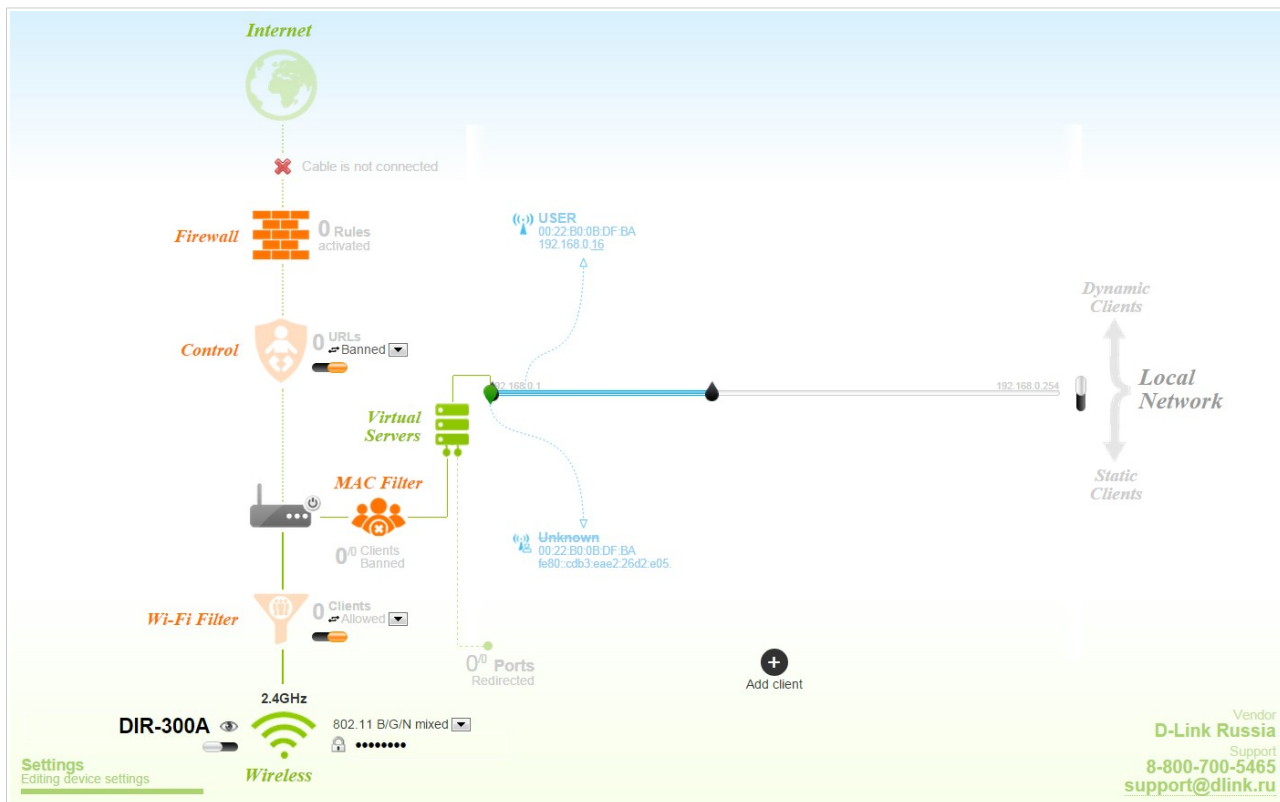 Internet
Cable is not connected
Firewall
0 Rules
activated
USER
00:22:B0:0B:DF:BA
192.168.0.16
Control
0 URLs
Banned
Dynamic
Clients
192.168.0.1
192.168.0.254
Local
Network
Virtual
Servers
MAC Filter
Static
Clients
0/0 Clients
Banned
Unknown
00:22:B0:0B:DF:BA
fe80::cdb3:eae2:26d2:e05.
Wi-Fi Filter
0 Clients
Allowed
0/0 Ports
Redirected
Add client
2.4GHz
DIR-300A
802.11 B/G/N mixed
Wireless
Settings
Editing device settings
Vendor
D-Link Russia
Support
8-800-700-5465
support@dlink.ru